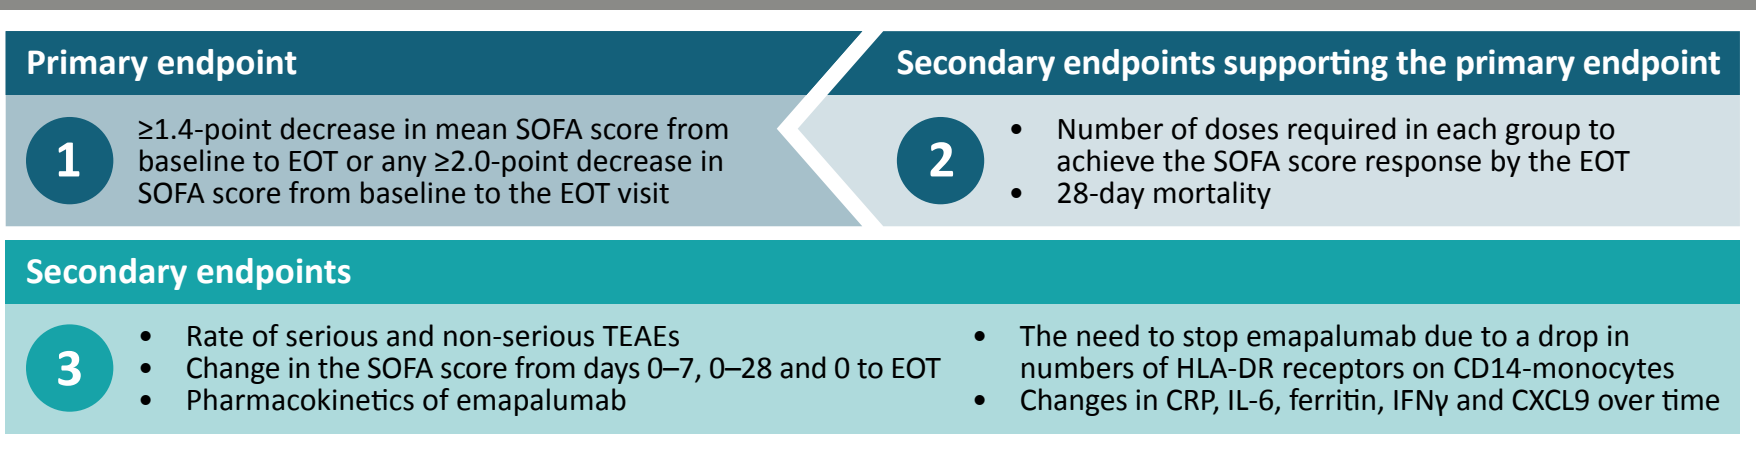 Primary endpoint
1
≥1.4-point decrease in mean SOFA score from
baseline to EOT or any ≥2.0-point decrease in
SOFA score from baseline to the EOT visit
Secondary endpoints supporting the primary endpoint
2
• Number of doses required in each group to
achieve the SOFA score response by the EOT
• 28-day mortality
Secondary endpoints
3
• Rate of serious and non-serious TEAEs
• Change in the SOFA score from days 0–7, 0–28 and 0 to EOT
• Pharmacokinetics of emapalumab
• The need to stop emapalumab due to a drop in
numbers of HLA-DR receptors on CD14-monocytes
• Changes in CRP, IL-6, ferritin, IFNγ and CXCL9 over time